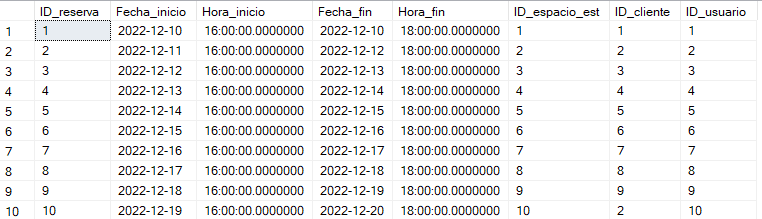 ID_reserva Fecha_inicio Hora_inicio Fecha_fin Hora_fin ID_espacio_est ID_cliente ID_usuario
1 1 2022-12-10 16:00:00.0000000 2022-12-10 18:00:00.0000000 1 1 1
2 2 2022-12-11 16:00:00.0000000 2022-12-12 18:00:00.0000000 2 2 2
3 3 2022-12-12 16:00:00.0000000 2022-12-13 18:00:00.0000000 3 3 3
4 4 2022-12-13 16:00:00.0000000 2022-12-14 18:00:00.0000000 4 4 4
5 5 2022-12-14 16:00:00.0000000 2022-12-15 18:00:00.0000000 5 5 5
6 6 2022-12-15 16:00:00.0000000 2022-12-16 18:00:00.0000000 6 6 6
7 7 2022-12-16 16:00:00.0000000 2022-12-17 18:00:00.0000000 7 7 7
8 8 2022-12-17 16:00:00.0000000 2022-12-18 18:00:00.0000000 8 8 8
9 9 2022-12-18 16:00:00.0000000 2022-12-19 18:00:00.0000000 9 9 9
10 10 2022-12-19 16:00:00.0000000 2022-12-20 18:00:00.0000000 10 2 10